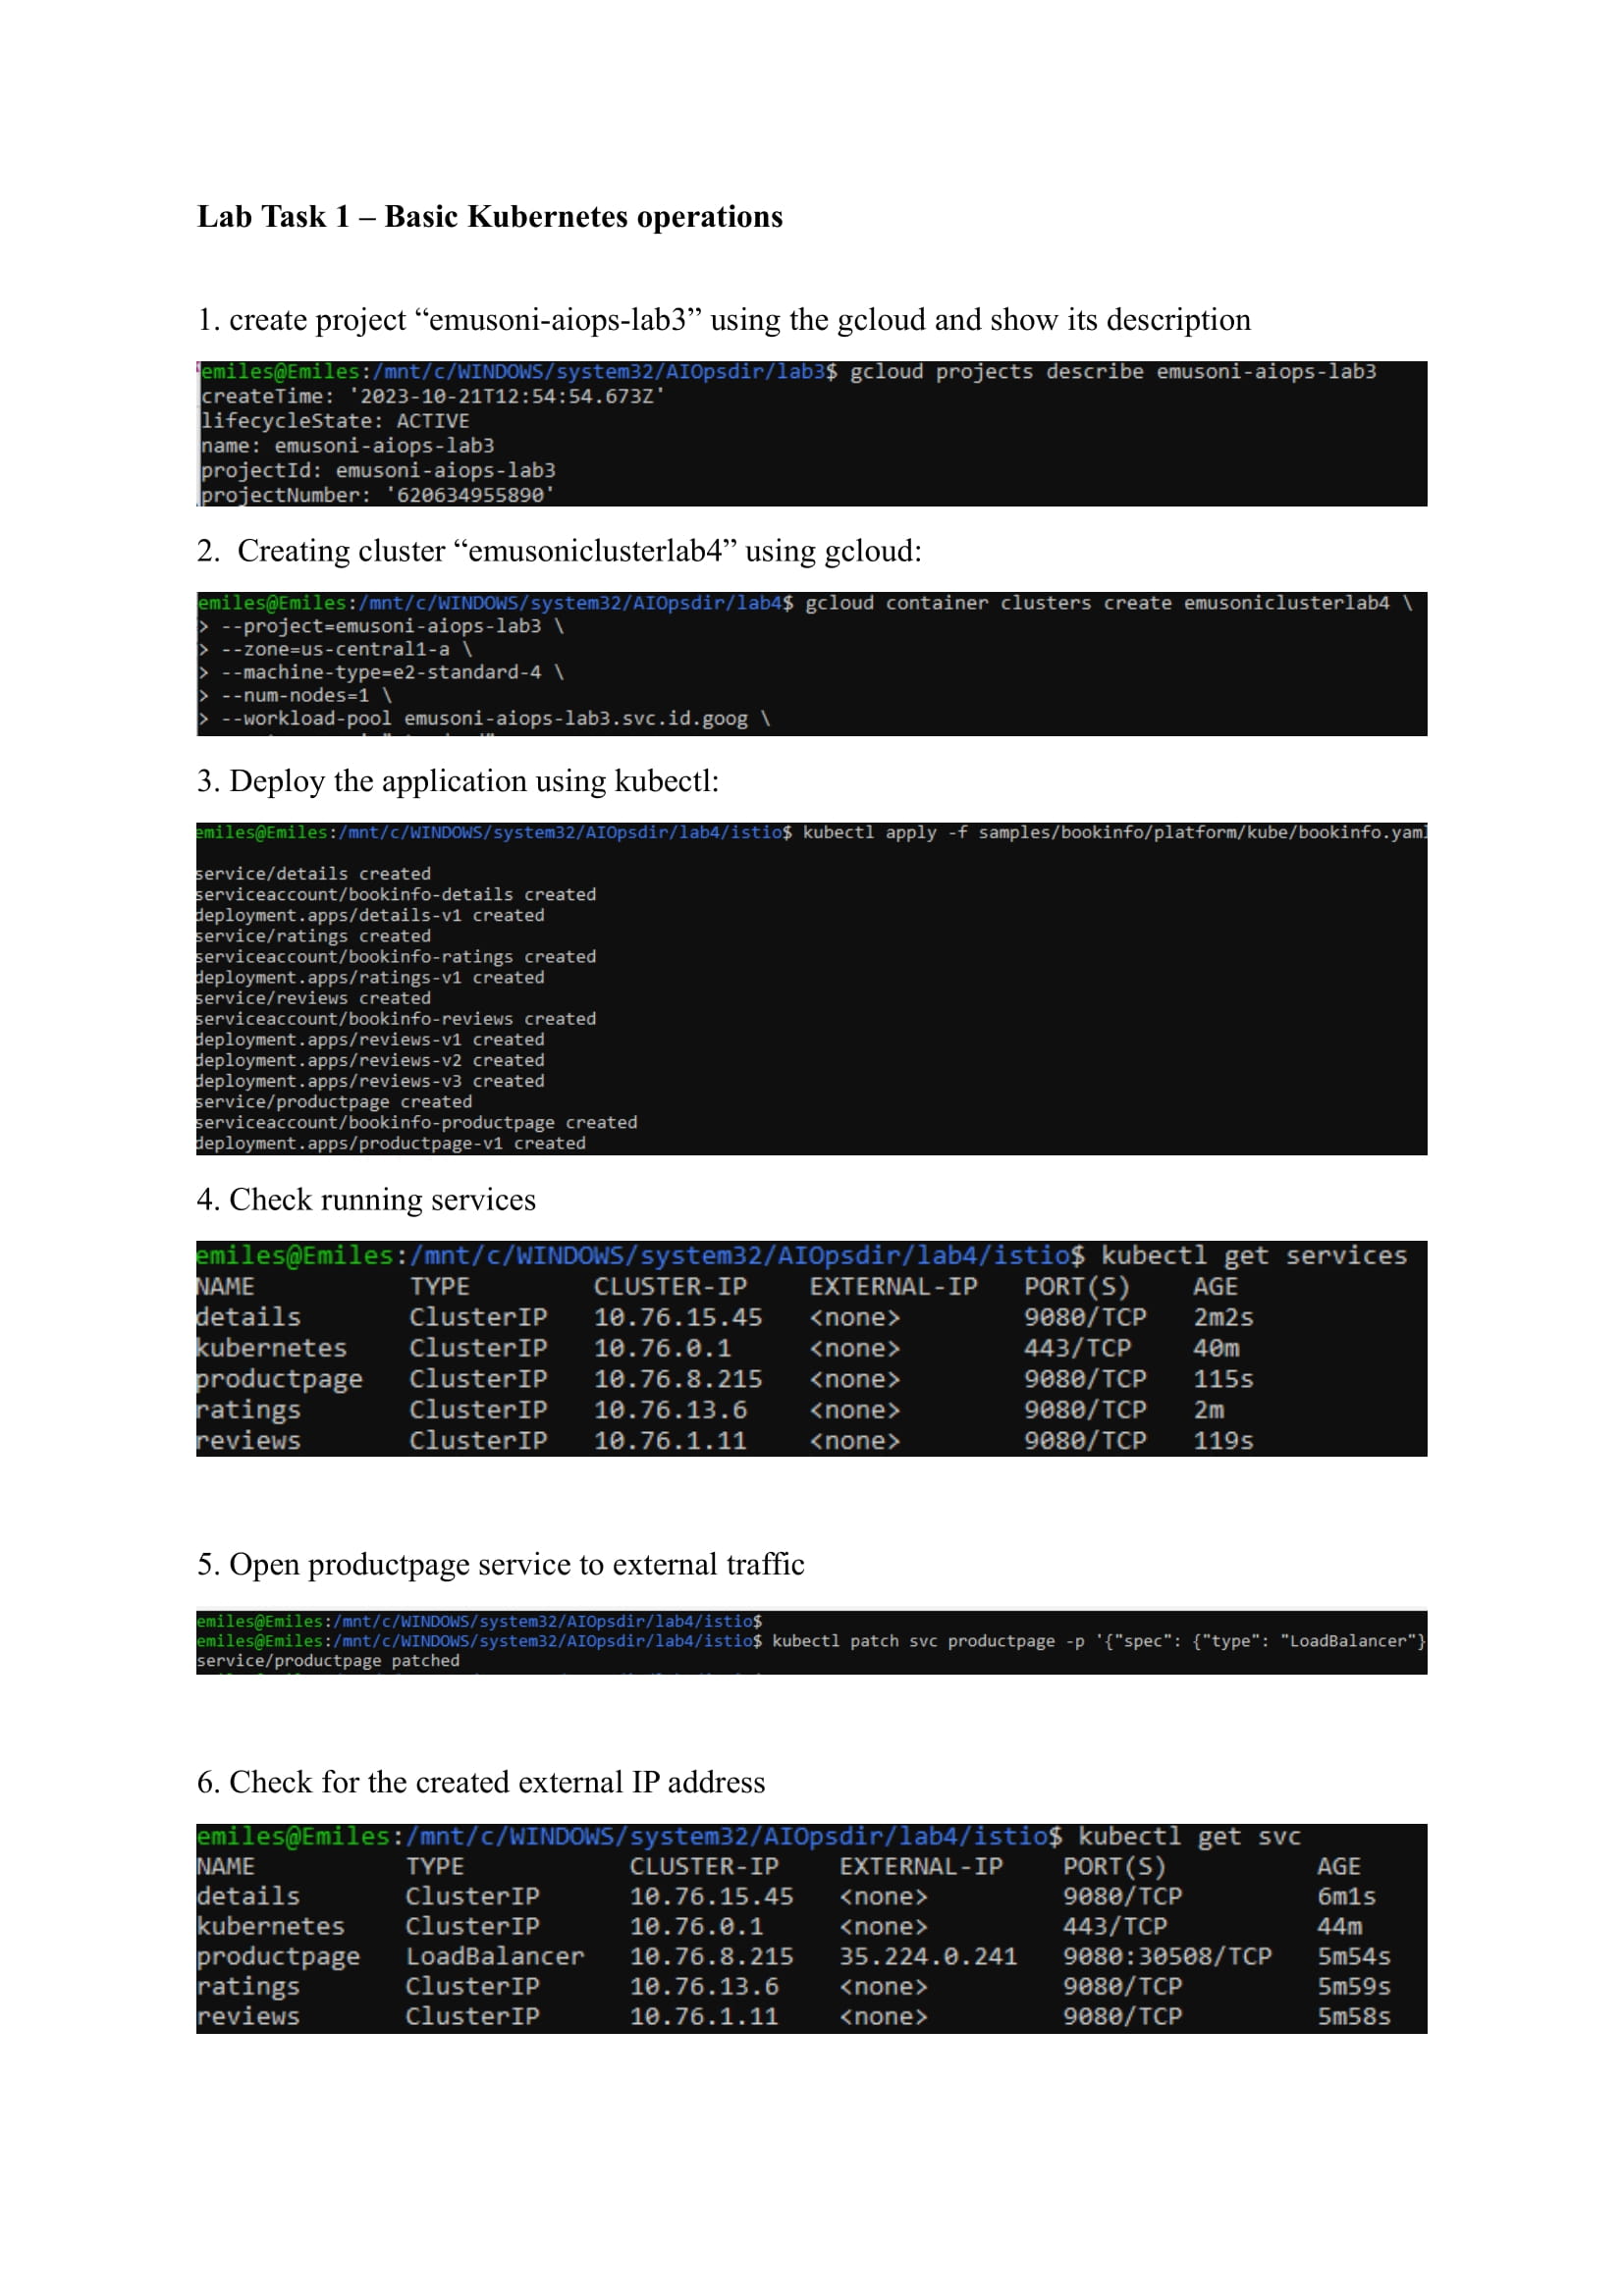 Lab Task 1 – Basic Kubernetes operations
1. create project “emusoni-aiops-lab3” using the gcloud and show its description
emiles@Emiles:/mnt/c/WINDOWS/system32/AIOpsdir/lab3$ gcloud projects describe emusoni-aiops-lab3
createTime: '2023-10-21T12:54:54.673Z'
lifecycleState: ACTIVE
name: emusoni-aiops-lab3
projectId: emusoni-aiops-lab3
projectNumber: '620634955890'
2. Creating cluster “emusoniclusterlab4” using gcloud:
emiles@Emiles:/mnt/c/WINDOWS/system32/AIOpsdir/lab4$ gcloud container clusters create emusoniclusterlab4 \
> --project=emusoni-aiops-lab3 \
> --zone=us-central1-a \
> --machine-type=e2-standard-4 \
> --num-nodes=1 \
> --workload-pool emusoni-aiops-lab3.svc.id.goog \
3. Deploy the application using kubectl:
emiles@Emiles:/mnt/c/WINDOWS/system32/AIOpsdir/lab4/istio$ kubectl apply -f samples/bookinfo/platform/kube/bookinfo.yaml
service/details created
serviceaccount/bookinfo-details created
deployment.apps/details-v1 created
service/ratings created
serviceaccount/bookinfo-ratings created
deployment.apps/ratings-v1 created
service/reviews created
serviceaccount/bookinfo-reviews created
deployment.apps/reviews-v1 created
deployment.apps/reviews-v2 created
deployment.apps/reviews-v3 created
service/productpage created
serviceaccount/bookinfo-productpage created
deployment.apps/productpage-v1 created
4. Check running services
emiles@Emiles:/mnt/c/WINDOWS/system32/AIOpsdir/lab4/istio$ kubectl get services
NAME TYPE CLUSTER-IP EXTERNAL-IP PORT(S) AGE
details ClusterIP 10.76.15.45 <none> 9080/TCP 2m2s
kubernetes ClusterIP 10.76.0.1 <none> 443/TCP 40m
productpage ClusterIP 10.76.8.215 <none> 9080/TCP 115s
ratings ClusterIP 10.76.13.6 <none> 9080/TCP 2m
reviews ClusterIP 10.76.1.11 <none> 9080/TCP 119s
5. Open productpage service to external traffic
emiles@Emiles:/mnt/c/WINDOWS/system32/AIOpsdir/lab4/istio$
emiles@Emiles:/mnt/c/WINDOWS/system32/AIOpsdir/lab4/istio$ kubectl patch svc productpage -p '{"spec": {"type": "LoadBalancer"}
service/productpage patched
6. Check for the created external IP address
emiles@Emiles:/mnt/c/WINDOWS/system32/AIOpsdir/lab4/istio$ kubectl get svc
NAME TYPE CLUSTER-IP EXTERNAL-IP PORT(S) AGE
details ClusterIP 10.76.15.45 <none> 9080/TCP 6m1s
kubernetes ClusterIP 10.76.0.1 <none> 443/TCP 44m
productpage LoadBalancer 10.76.8.215 35.224.0.241 9080:30508/TCP 5m54s
ratings ClusterIP 10.76.13.6 <none> 9080/TCP 5m59s
reviews ClusterIP 10.76.1.11 <none> 9080/TCP 5m58s